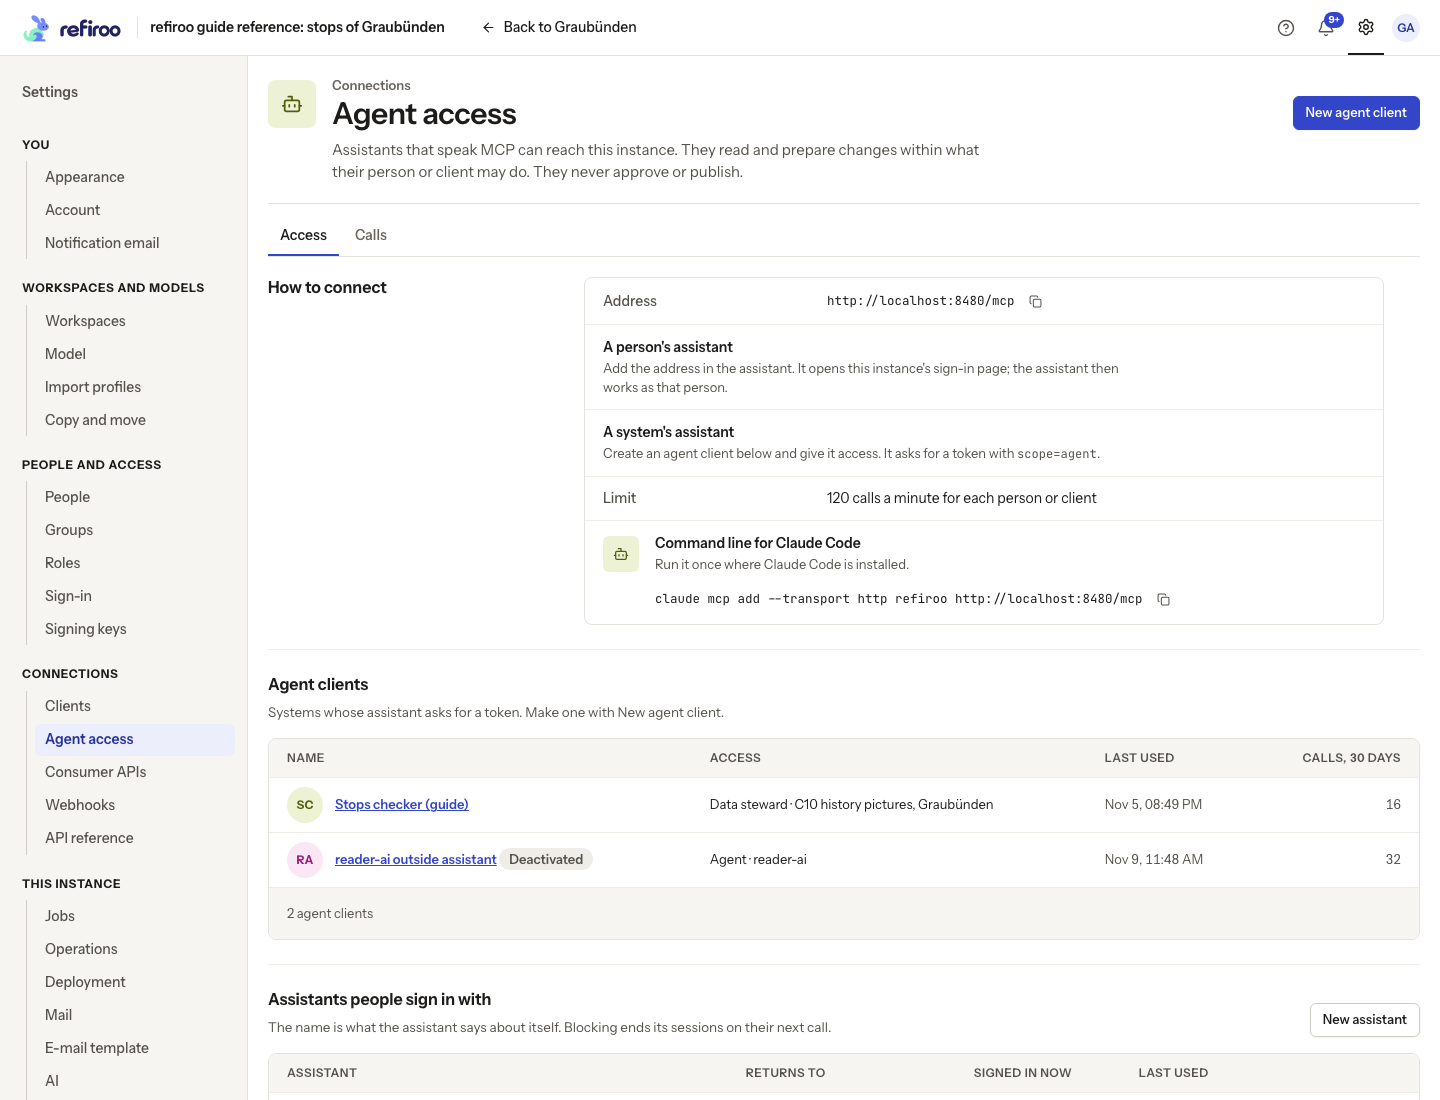 refiroo
refiroo guide reference: stops of Graubünden
Back to Graubünden
9+
GA
Settings
YOU
Appearance
Account
Notification email
WORKSPACES AND MODELS
Workspaces
Model
Import profiles
Copy and move
PEOPLE AND ACCESS
People
Groups
Roles
Sign-in
Signing keys
CONNECTIONS
Clients
Agent access
Consumer APIs
Webhooks
API reference
THIS INSTANCE
Jobs
Operations
Deployment
Mail
E-mail template
AI
Connections
Agent access
Assistants that speak MCP can reach this instance. They read and prepare changes within what
their person or client may do. They never approve or publish.
New agent client
Access Calls
How to connect
Address http://localhost:8480/mcp
A person's assistant
Add the address in the assistant. It opens this instance's sign-in page; the assistant then
works as that person.
A system's assistant
Create an agent client below and give it access. It asks for a token with scope=agent.
Limit 120 calls a minute for each person or client
Command line for Claude Code
Run it once where Claude Code is installed.
claude mcp add --transport http refiroo http://localhost:8480/mcp
Agent clients
Systems whose assistant asks for a token. Make one with New agent client.
NAME ACCESS LAST USED CALLS, 30 DAYS
SC Stops checker (guide) Data steward · C10 history pictures, Graubünden Nov 5, 08:49 PM 16
RA reader-ai outside assistant Deactivated Agent · reader-ai Nov 9, 11:48 AM 32
2 agent clients
Assistants people sign in with
The name is what the assistant says about itself. Blocking ends its sessions on their next call.
New assistant
ASSISTANT RETURNS TO SIGNED IN NOW LAST USED